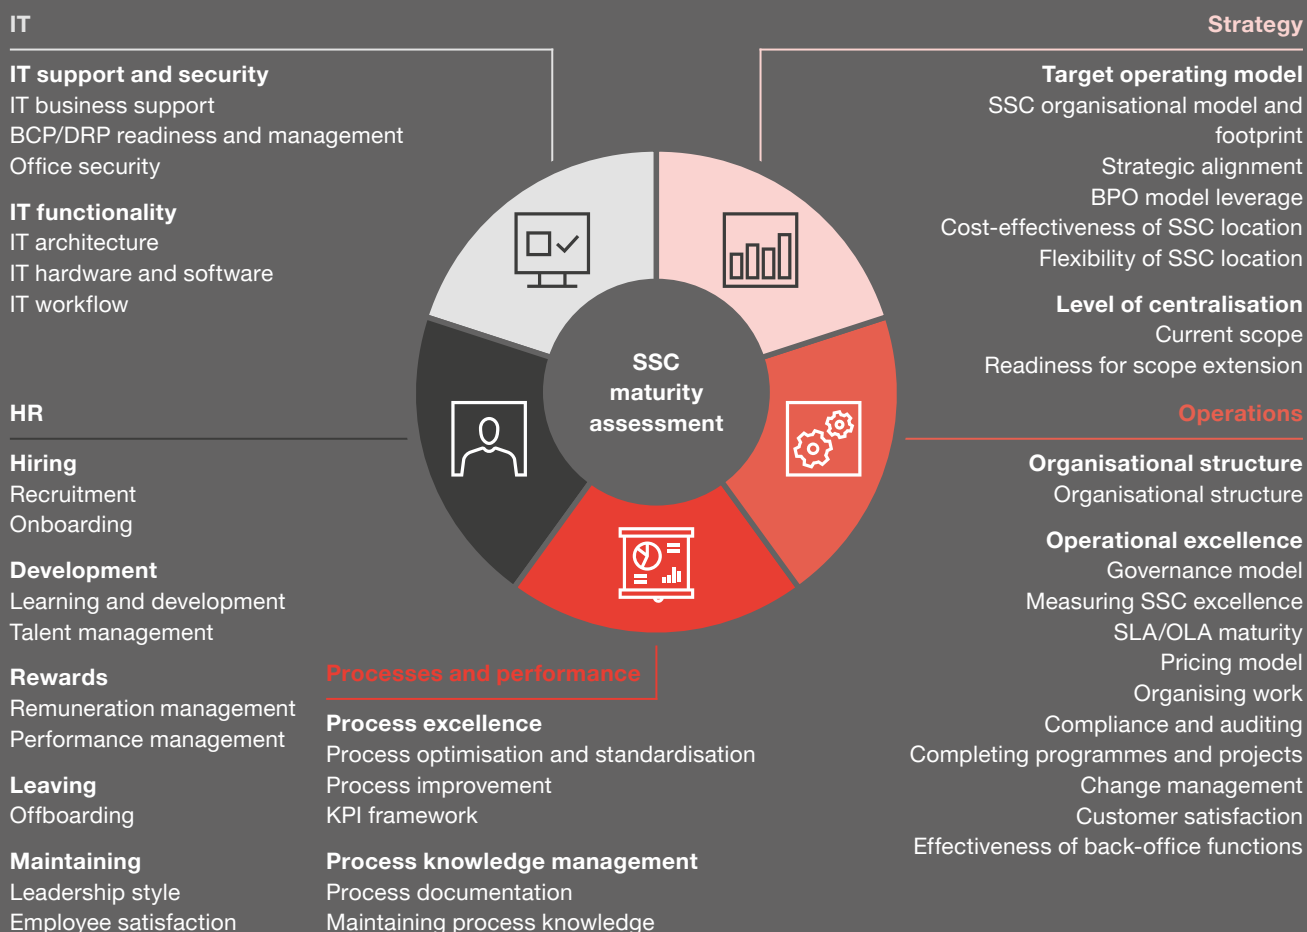 IT
IT support and security
IT business support
BCP/DRP readiness and management
Office security
IT functionality
IT architecture
IT hardware and software
IT workflow
Strategy
Target operating model
SSC organisational model and
footprint
Strategic alignment
BPO model leverage
Cost-effectiveness of SSC location
Flexibility of SSC location
Level of centralisation
Current scope
Readiness for scope extension
SSC
maturity
assessment
HR
Hiring
Recruitment
Onboarding
Development
Learning and development
Talent management
Rewards
Remuneration management
Performance management
Leaving
Offboarding
Maintaining
Leadership style
Employee satisfaction
Processes and performance
Process excellence
Process optimisation and standardisation
Process improvement
KPI framework
Process knowledge management
Process documentation
Maintaining process knowledge
Operations
Organisational structure
Organisational structure
Operational excellence
Governance model
Measuring SSC excellence
SLA/OLA maturity
Pricing model
Organising work
Compliance and auditing
Completing programmes and projects
Change management
Customer satisfaction
Effectiveness of back-office functions